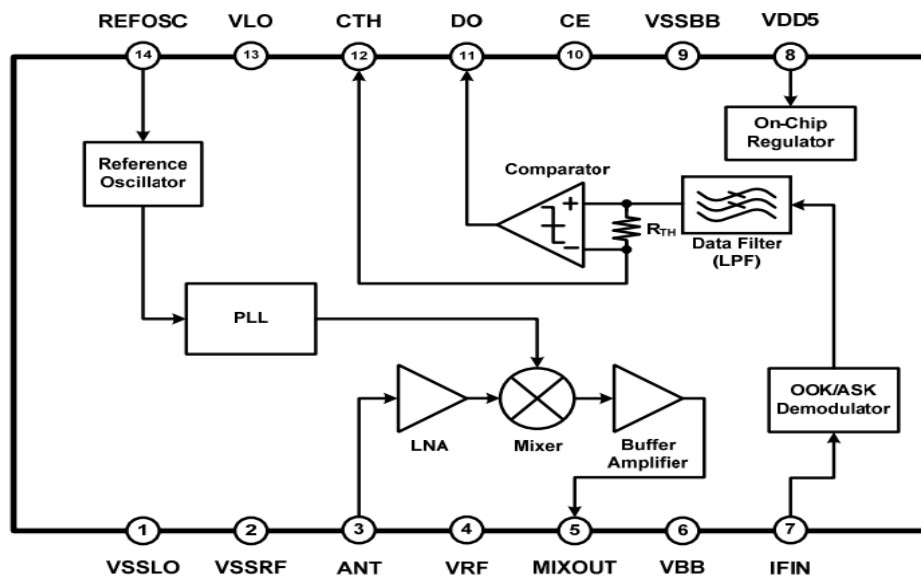 REFOSC VLO CTH DO CE VSSBB VDD5
14 13 12 11 10 9 8
On-Chip
Regulator
Reference
Oscillator
Comparator
+
−
RTH
Data Filter
(LPF)
PLL
OOK/ASK
Demodulator
LNA
Mixer
Buffer
Amplifier
1 2 3 4 5 6 7
VSSLO VSSRF ANT VRF MIXOUT VBB IFIN